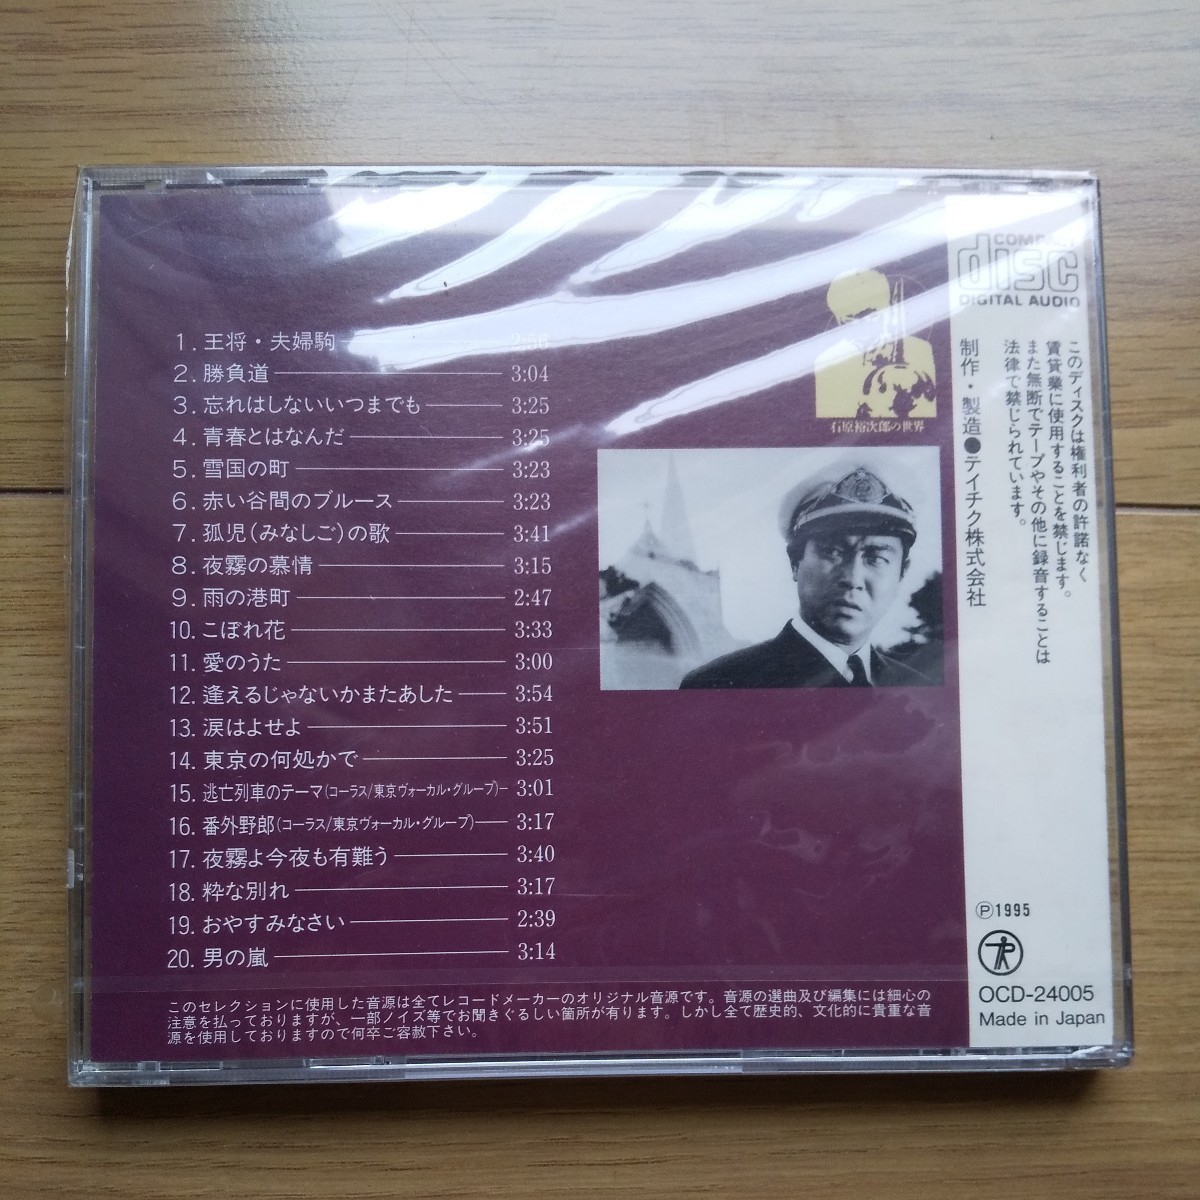 1. 王将・夫婦駒
2. 勝負道 3:04
3. 忘れはしないいつまでも 3:25
4. 青春とはなんだ 3:25
5. 雪国の町 3:23
6. 赤い谷間のブルース 3:23
7. 孤児(みなしご)の歌 3:41
8. 夜霧の慕情 3:15
9. 雨の港町 2:47
10. こぼれ花 3:33
11. 愛のうた 3:00
12. 逢えるじゃないかまたあした 3:54
13. 涙はよせよ 3:51
14. 東京の何処かで 3:25
15. 逃亡列車のテーマ(コーラス/東京ヴォーカル・グループ) 3:01
16. 番外野郎(コーラス/東京ヴォーカル・グループ) 3:17
17. 夜霧よ今夜も有難う 3:40
18. 粋な別れ 3:17
19. おやすみなさい 2:39
20. 男の嵐 3:14
このセレクションに使用した音源は全てレコードメーカーのオリジナル音源です。音源の選曲及び編集には細心の
注意を払っておりますが、一部ノイズ等でお聞きぐるしい箇所が有ります。しかし全て歴史的、文化的に貴重な音
源を使用しておりますので何卒ご容赦下さい。
石原裕次郎の世界
COMPACT
disc
DIGITAL AUDIO
このディスクは権利者の許諾なく
賃貸業に使用することを禁じます。
また無断でテープやその他に録音することは
法律で禁じられています。
制作・製造●テイチク株式会社
Ⓟ1995
OCD-24005
Made in Japan